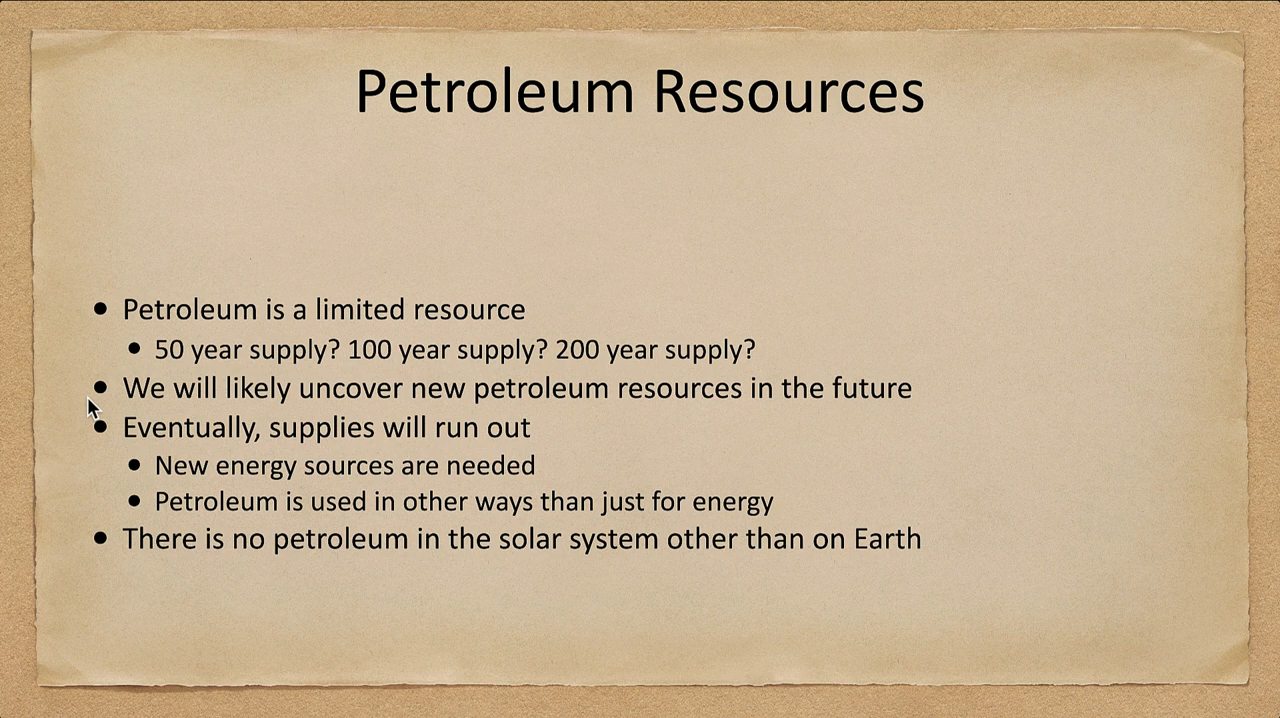 Petroleum Resources
• Petroleum is a limited resource
• 50 year supply? 100 year supply? 200 year supply?
• We will likely uncover new petroleum resources in the future
• Eventually, supplies will run out
• New energy sources are needed
• Petroleum is used in other ways than just for energy
• There is no petroleum in the solar system other than on Earth